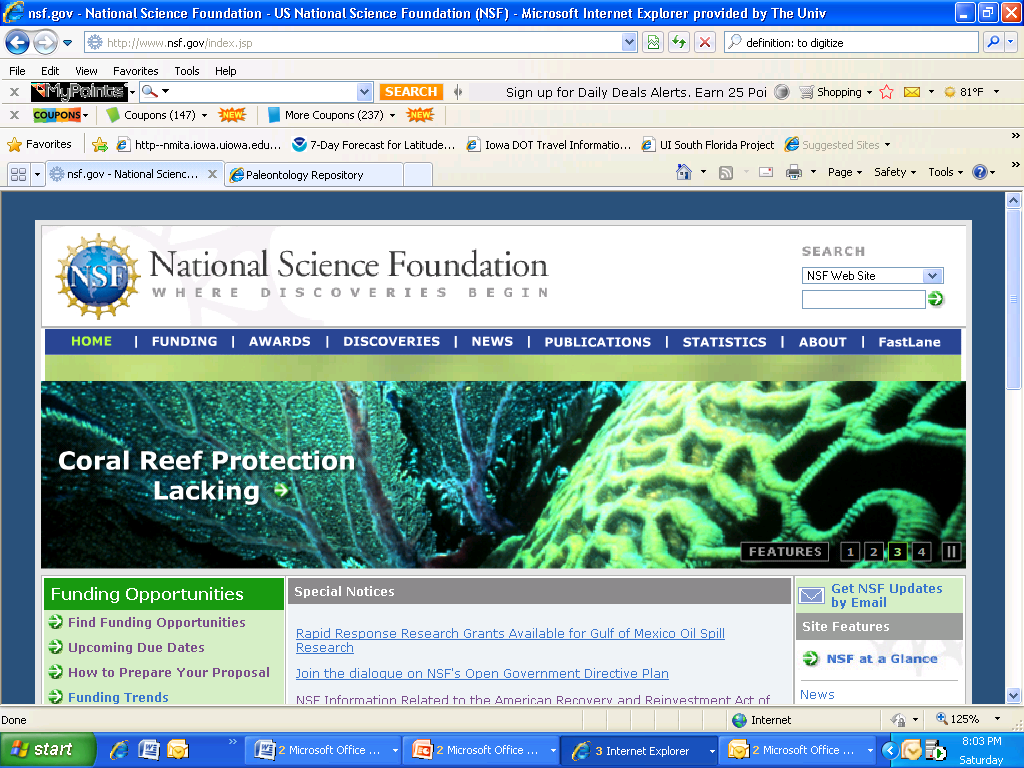 nsf.gov - National Science Foundation - US National Science Foundation (NSF) - Microsoft Internet Explorer provided by The Univ
http://www.nsf.gov/index.jsp
definition: to digitize
File Edit View Favorites Tools Help
MyPoints SEARCH Sign up for Daily Deals Alerts. Earn 25 Poi Shopping 81°F
COUPONS Coupons (147) NEW More Coupons (237) NEW
Favorites http--nmita.iowa.uiowa.edu... 7-Day Forecast for Latitude... Iowa DOT Travel Informatio... UI South Florida Project Suggested Sites
nsf.gov - National Scienc... X Paleontology Repository Page Safety Tools
NSF National Science Foundation
WHERE DISCOVERIES BEGIN
SEARCH
NSF Web Site
HOME | FUNDING | AWARDS | DISCOVERIES | NEWS | PUBLICATIONS | STATISTICS | ABOUT | FastLane
Coral Reef Protection
Lacking
FEATURES 1 2 3 4
Funding Opportunities
Find Funding Opportunities
Upcoming Due Dates
How to Prepare Your Proposal
Funding Trends
Special Notices
Rapid Response Research Grants Available for Gulf of Mexico Oil Spill
Research
Join the dialogue on NSF's Open Government Directive Plan
NSF Information Related to the American Recovery and Reinvestment Act of
Get NSF Updates
by Email
Site Features
NSF at a Glance
News
Done Internet 125%
start 2 Microsoft Office ... 2 Microsoft Office ... 3 Internet Explorer 2 Microsoft Office ... 8:03 PM
Saturday